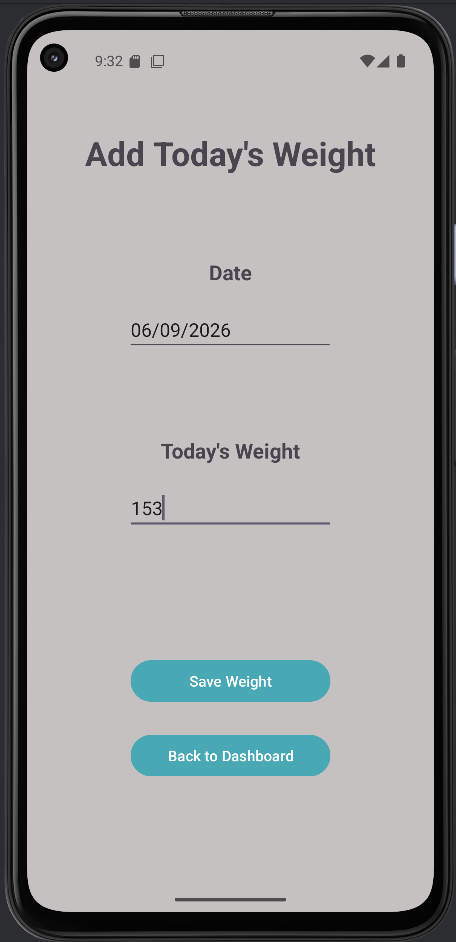 9:32
Add Today's Weight
Date
06/09/2026
Today's Weight
153
Save Weight
Back to Dashboard